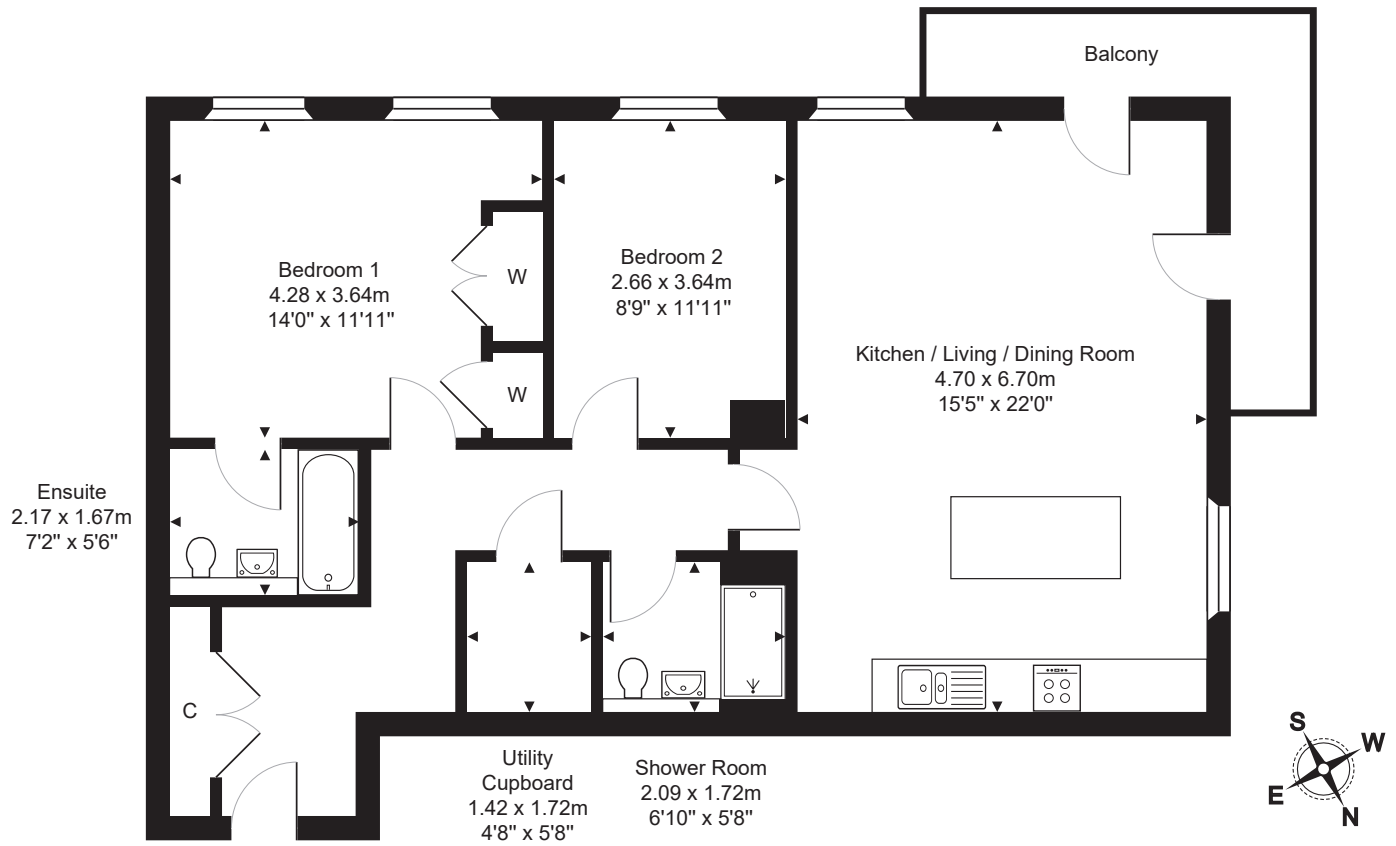 Balcony
Bedroom 1
4.28 x 3.64m
14'0" x 11'11"
W
W
Bedroom 2
2.66 x 3.64m
8'9" x 11'11"
Kitchen / Living / Dining Room
4.70 x 6.70m
15'5" x 22'0"
Ensuite
2.17 x 1.67m
7'2" x 5'6"
C
Utility
Cupboard
1.42 x 1.72m
4'8" x 5'8"
Shower Room
2.09 x 1.72m
6'10" x 5'8"
S
W
E
N